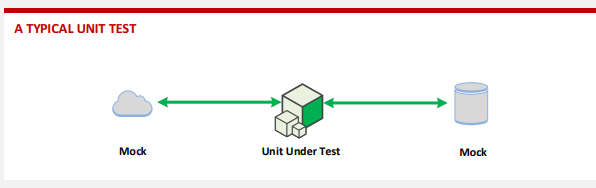 A TYPICAL UNIT TEST
Mock
Unit Under Test
Mock